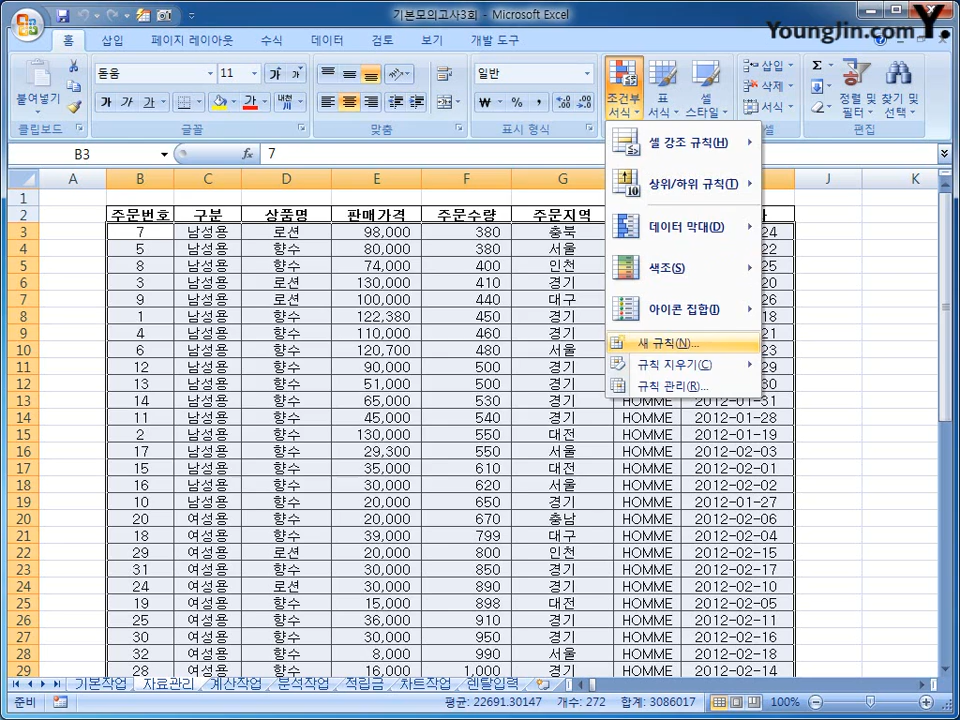 기본모의고사3회 - Microsoft Excel
YoungJin.com Y.
홈 삽입 페이지 레이아웃 수식 데이터 검토 보기 개발 도구
붙여넣기 돋움 11 가 가 일반 조건부 서식 표 서식 셀 스타일 삽입 삭제 서식 정렬 및 필터 찾기 및 선택
클립보드 글꼴 맞춤 표시 형식 셀 편집
B3 fx 7
셀 강조 규칙(H)
상위/하위 규칙(T)
데이터 막대(D)
색조(S)
아이콘 집합(I)
새 규칙(N)...
규칙 지우기(C)
규칙 관리(R)...
A B C D E F G J K
1
2 주문번호 구분 상품명 판매가격 주문수량 주문지역
3 7 남성용 로션 98,000 380 충북 24
4 5 남성용 향수 80,000 380 서울 22
5 8 남성용 향수 74,000 400 인천 25
6 3 남성용 로션 130,000 410 경기 20
7 9 남성용 로션 100,000 440 대구 26
8 1 남성용 향수 122,380 450 경기 18
9 4 남성용 향수 110,000 460 경기 21
10 6 남성용 향수 120,700 480 서울 23
11 12 남성용 향수 90,000 500 경기 29
12 13 남성용 향수 51,000 500 경기 30
13 14 남성용 향수 65,000 530 경기 HOMME 2012-01-31
14 11 남성용 향수 45,000 540 경기 HOMME 2012-01-28
15 2 남성용 향수 130,000 550 대전 HOMME 2012-01-19
16 17 남성용 향수 29,300 550 서울 HOMME 2012-02-03
17 15 남성용 향수 35,000 610 대전 HOMME 2012-02-01
18 16 남성용 향수 30,000 620 서울 HOMME 2012-02-02
19 10 남성용 향수 20,000 650 경기 HOMME 2012-01-27
20 20 여성용 향수 20,000 670 충남 HOMME 2012-02-06
21 18 여성용 향수 39,000 799 대구 HOMME 2012-02-04
22 29 여성용 로션 20,000 800 인천 HOMME 2012-02-15
23 31 여성용 향수 30,000 850 경기 HOMME 2012-02-17
24 24 여성용 로션 30,000 890 경기 HOMME 2012-02-10
25 19 여성용 향수 15,000 898 대전 HOMME 2012-02-05
26 25 여성용 향수 36,000 910 경기 HOMME 2012-02-11
27 30 여성용 향수 30,000 950 경기 HOMME 2012-02-16
28 32 여성용 향수 8,000 990 서울 HOMME 2012-02-18
29 28 여성용 향수 16,000 1,000 경기 HOMME 2012-02-14
기본작업 자료관리 계산작업 분석작업 적립금 차트작업 렌탈입력
준비 평균: 22691.30147 개수: 272 합계: 3086017 100%